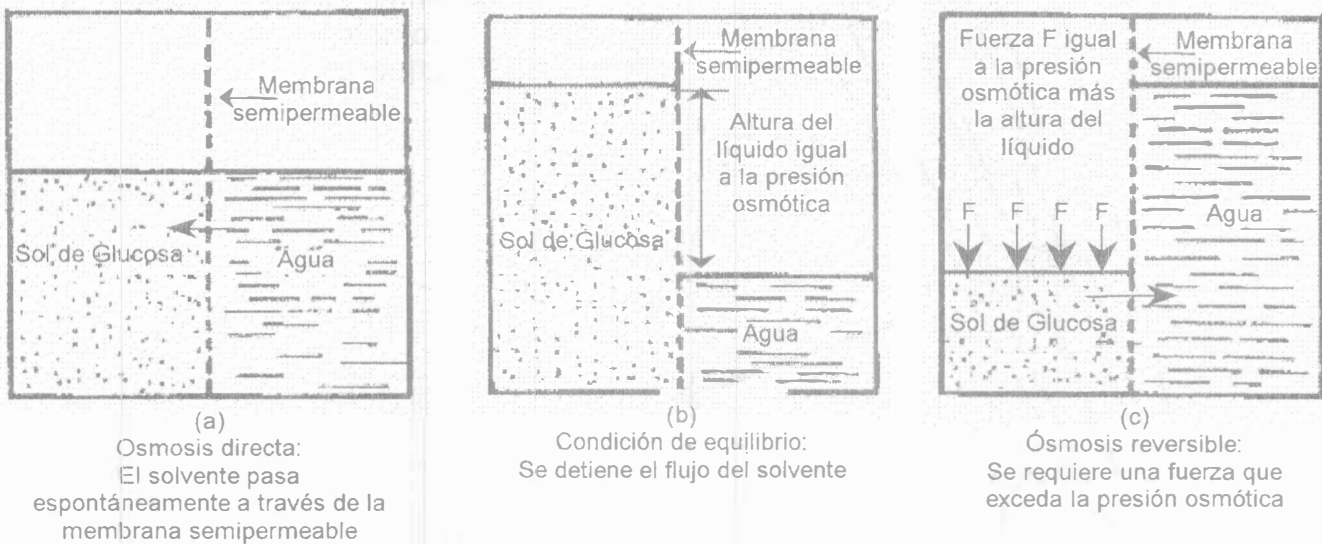 Membrana
semipermeable
Sol de Glucosa
Agua
(a)
Osmosis directa:
El solvente pasa
espontáneamente a través de la
membrana semipermeable
Membrana
semipermeable
Altura del
líquido igual
a la presión
osmótica
Sol de Glucosa
Agua
(b)
Condición de equilibrio:
Se detiene el flujo del solvente
Fuerza F igual
a la presión
osmótica más
la altura del
líquido
Membrana
semipermeable
F F F F
Agua
Sol de Glucosa
(c)
Ósmosis reversible:
Se requiere una fuerza que
exceda la presión osmótica